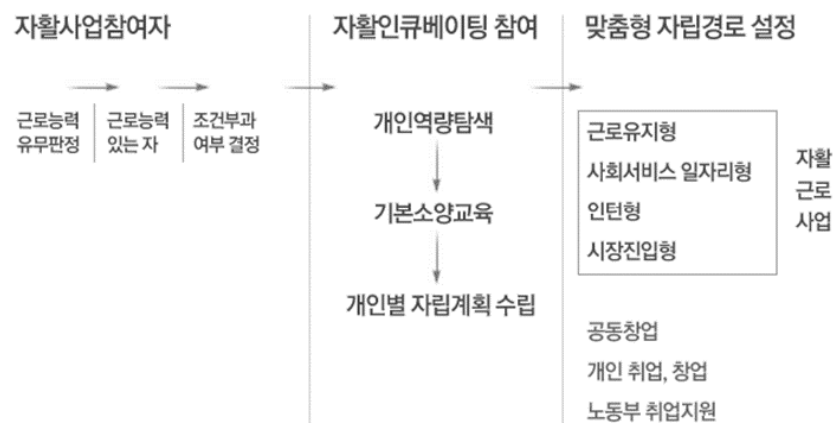 자활사업참여자
근로능력
유무판정
근로능력
있는 자
조건부과
여부 결정
자활인큐베이팅 참여
개인역량탐색
기본소양교육
개인별 자립계획 수립
맞춤형 자립경로 설정
근로유지형
사회서비스 일자리형
인턴형
시장진입형
자활
근로
사업
공동창업
개인 취업, 창업
노동부 취업지원